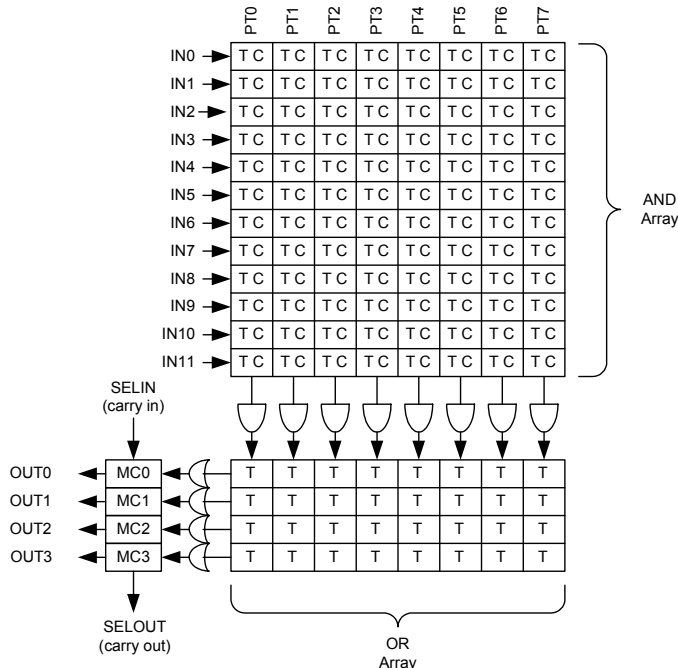 PT0 PT1 PT2 PT3 PT4 PT5 PT6 PT7
IN0 T C T C T C T C T C T C T C T C
IN1 T C T C T C T C T C T C T C T C
IN2 T C T C T C T C T C T C T C T C
IN3 T C T C T C T C T C T C T C T C
IN4 T C T C T C T C T C T C T C T C
IN5 T C T C T C T C T C T C T C T C
IN6 T C T C T C T C T C T C T C T C
IN7 T C T C T C T C T C T C T C T C
IN8 T C T C T C T C T C T C T C T C
IN9 T C T C T C T C T C T C T C T C
IN10 T C T C T C T C T C T C T C T C
IN11 T C T C T C T C T C T C T C T C
AND
Array
SELIN
(carry in)
OUT0 MC0 T T T T T T T T
OUT1 MC1 T T T T T T T T
OUT2 MC2 T T T T T T T T
OUT3 MC3 T T T T T T T T
SELOUT
(carry out)
OR
Array